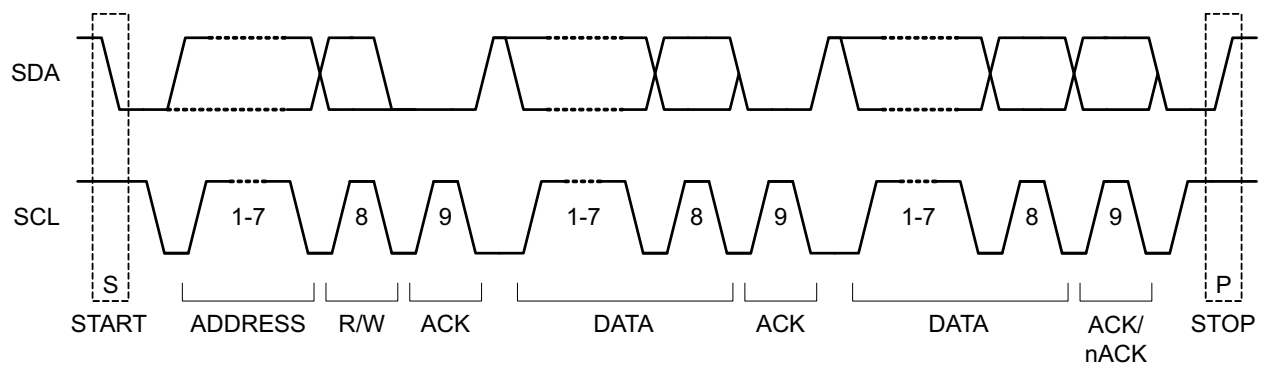 SDA
SCL
1-7
8
9
1-7
8
9
1-7
8
9
S
P
START
ADDRESS
R/W
ACK
DATA
ACK
DATA
ACK/
nACK
STOP